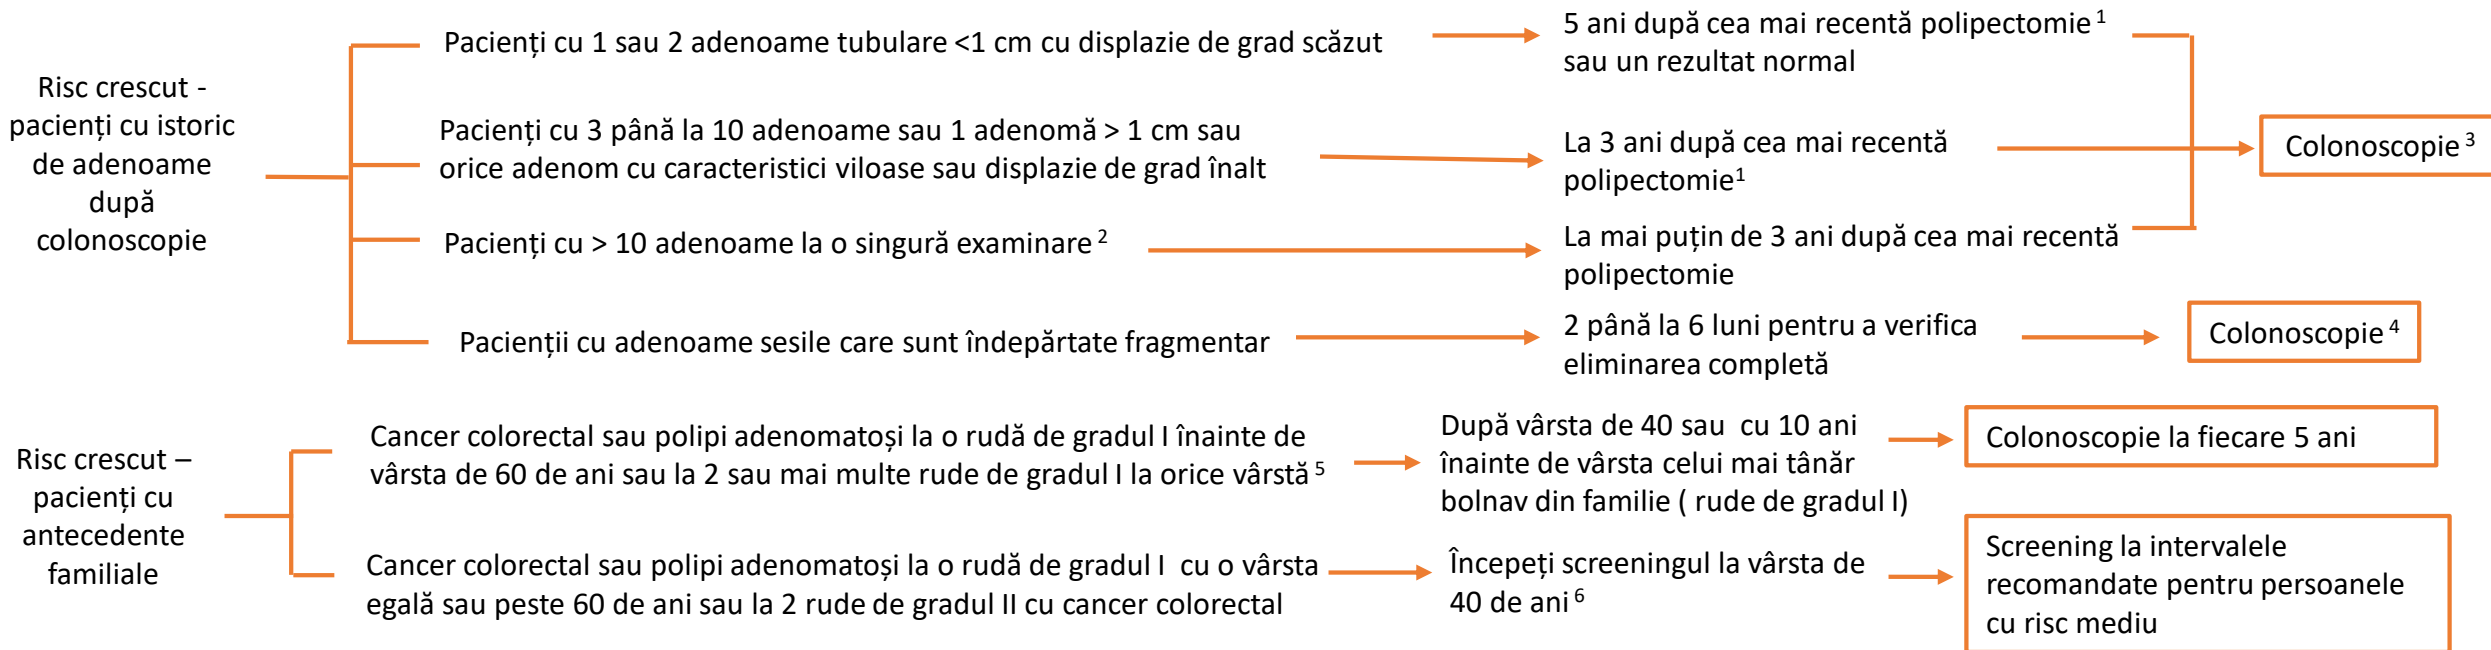 Risc crescut -
pacienți cu istoric
de adenoame
după
colonoscopie
Pacienți cu 1 sau 2 adenoame tubulare <1 cm cu displazie de grad scăzut
5 ani după cea mai recentă polipectomie 1
sau un rezultat normal
Pacienți cu 3 până la 10 adenoame sau 1 adenomă > 1 cm sau
orice adenom cu caracteristici viloase sau displazie de grad înalt
La 3 ani după cea mai recentă
polipectomie1
Colonoscopie 3
Pacienți cu > 10 adenoame la o singură examinare 2
La mai puțin de 3 ani după cea mai recentă
polipectomie
Pacienții cu adenoame sesile care sunt îndepărtate fragmentar
2 până la 6 luni pentru a verifica
eliminarea completă
Colonoscopie 4
Risc crescut –
pacienți cu
antecedente
familiale
Cancer colorectal sau polipi adenomatoși la o rudă de gradul I înainte de
vârsta de 60 de ani sau la 2 sau mai multe rude de gradul I la orice vârstă 5
După vârsta de 40 sau cu 10 ani
înainte de vârsta celui mai tânăr
bolnav din familie ( rude de gradul I)
Colonoscopie la fiecare 5 ani
Cancer colorectal sau polipi adenomatoși la o rudă de gradul I cu o vârsta
egală sau peste 60 de ani sau la 2 rude de gradul II cu cancer colorectal
Începeți screeningul la vârsta de
40 de ani 6
Screening la intervalele
recomandate pentru persoanele
cu risc mediu